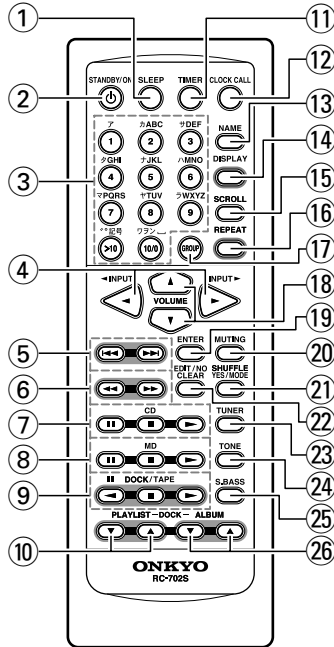 ① ⑪
STANDBY/ON SLEEP TIMER CLOCK CALL
② ⑫
ア カABC サDEF NAME
③ 1 2 3 ⑬
タGHI ナJKL ハMNO DISPLAY
4 5 6 ⑭
マPQRS ヤTUV ラWXYZ SCROLL
7 8 9 ⑮
゛゜記号 ワヲン REPEAT
>10 10/0 GROUP ⑯
④ ⑰
◄INPUT INPUT►
▲ VOLUME ▼ ⑱
⑤ ENTER MUTING ⑲
⑥ EDIT/NO CLEAR SHUFFLE YES/MODE ⑳
㉑
㉒
⑦ CD TUNER ㉓
⑧ MD TONE ㉔
⑨ DOCK/TAPE S.BASS ㉕
PLAYLIST – DOCK – ALBUM
⑩ ㉖
ONKYO
RC-702S